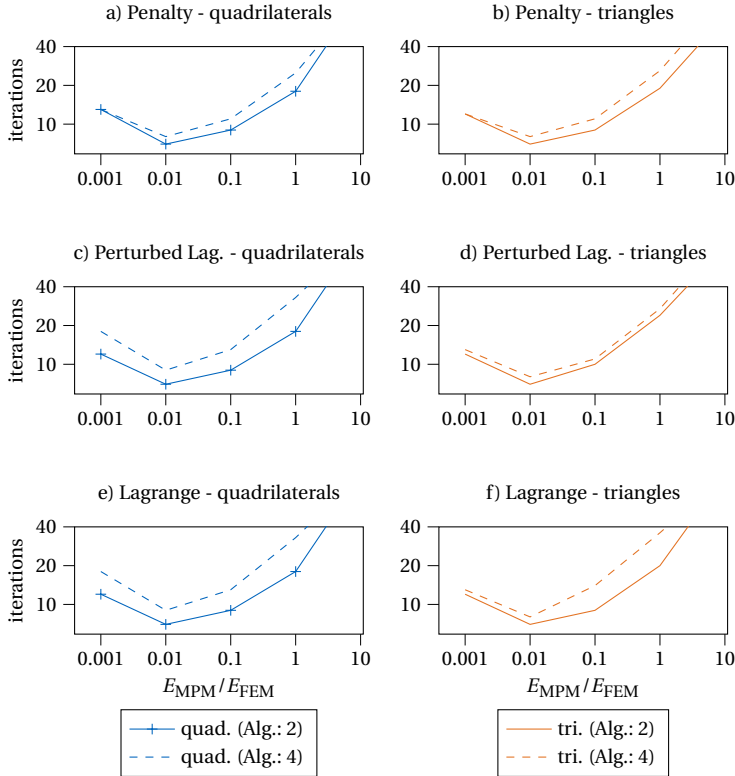 a) Penalty - quadrilaterals
b) Penalty - triangles
iterations
40
20
10
0.001 0.01 0.1 1 10
40
20
10
0.001 0.01 0.1 1 10
c) Perturbed Lag. - quadrilaterals
d) Perturbed Lag. - triangles
iterations
40
20
10
0.001 0.01 0.1 1 10
40
20
10
0.001 0.01 0.1 1 10
e) Lagrange - quadrilaterals
f) Lagrange - triangles
iterations
40
20
10
0.001 0.01 0.1 1 10
E_MPM/E_FEM
40
20
10
0.001 0.01 0.1 1 10
E_MPM/E_FEM
quad. (Alg.: 2)
quad. (Alg.: 4)
tri. (Alg.: 2)
tri. (Alg.: 4)